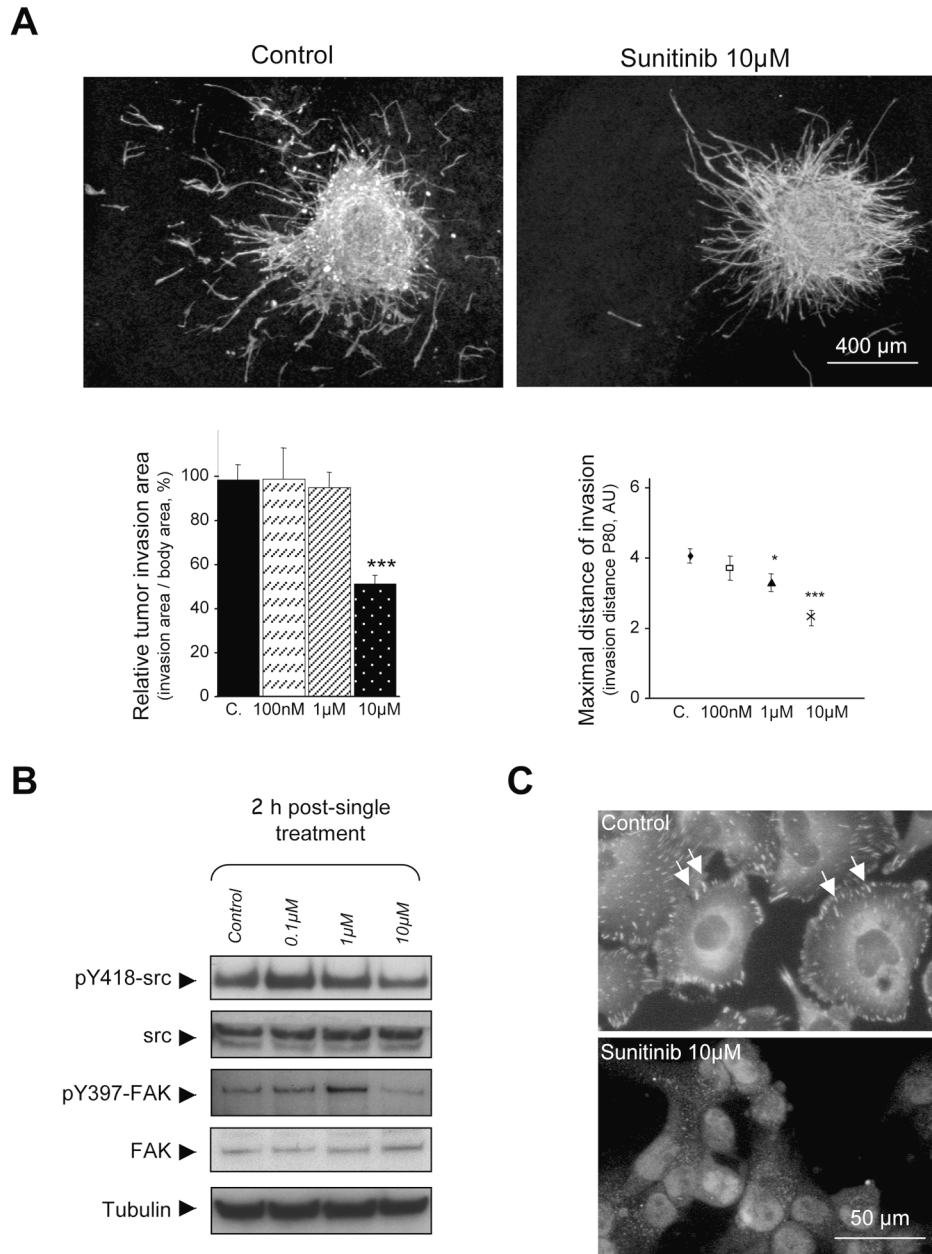 A
Control
Sunitinib 10µM
400 µm
Relative tumor invasion area
(invasion area / body area, %)
100
80
60
40
20
0
***
C. 100nM 1µM 10µM
Maximal distance of invasion
(invasion distance P80, AU)
6
4
2
0
*
***
C. 100nM 1µM 10µM
B
2 h post-single
treatment
Control
0.1µM
1µM
10µM
pY418-src
src
pY397-FAK
FAK
Tubulin
C
Control
Sunitinib 10µM
50 µm